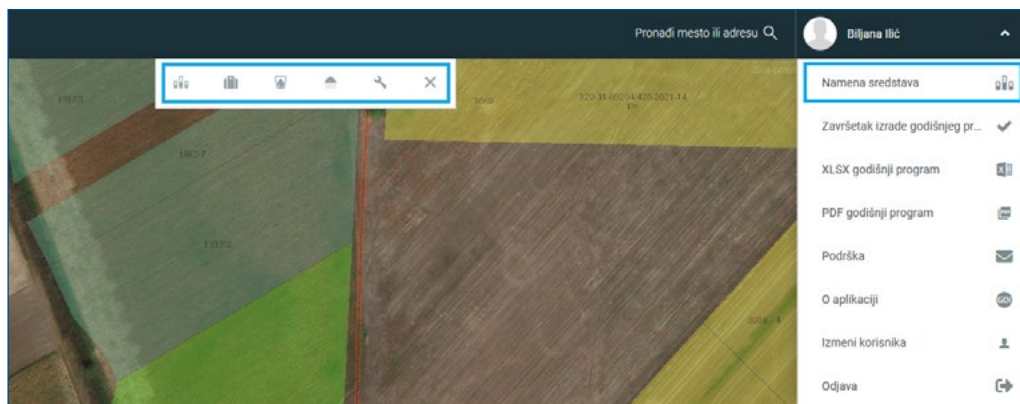 Pronađi mesto ili adresu
Biljana Ilić
Namena sredstava
Završetak izrade godišnjeg pr...
XLSX godišnji program
PDF godišnji program
Podrška
O aplikaciji
GDi
Izmeni korisnika
Odjava